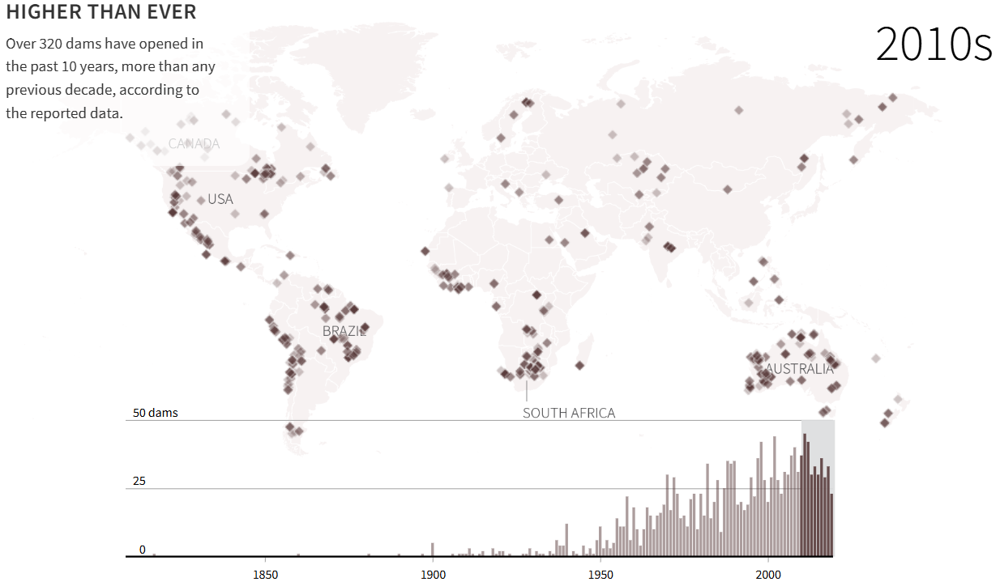 HIGHER THAN EVER
2010s
Over 320 dams have opened in
the past 10 years, more than any
previous decade, according to
the reported data.
CANADA
USA
BRAZIL
AUSTRALIA
SOUTH AFRICA
50 dams
25
0
1850 1900 1950 2000